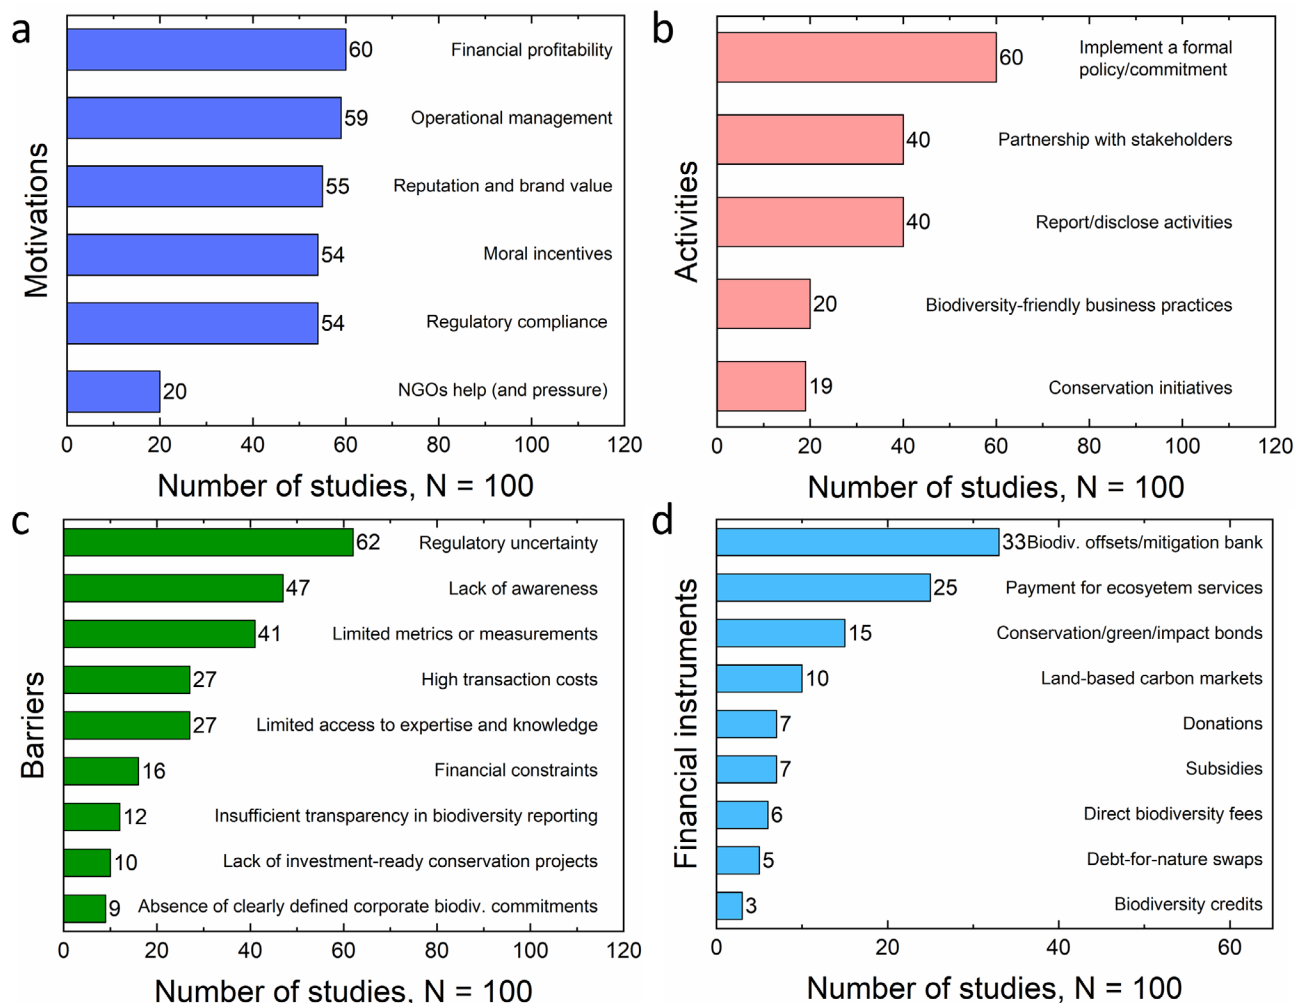 a
Motivations
60 Financial profitability
59 Operational management
55 Reputation and brand value
54 Moral incentives
54 Regulatory compliance
20 NGOs help (and pressure)
0 20 40 60 80 100 120
Number of studies, N = 100
b
Activities
60 Implement a formal
policy/commitment
40 Partnership with stakeholders
40 Report/disclose activities
20 Biodiversity-friendly business practices
19 Conservation initiatives
0 20 40 60 80 100 120
Number of studies, N = 100
c
Barriers
62 Regulatory uncertainty
47 Lack of awareness
41 Limited metrics or measurements
27 High transaction costs
27 Limited access to expertise and knowledge
16 Financial constraints
12 Insufficient transparency in biodiversity reporting
10 Lack of investment-ready conservation projects
9 Absence of clearly defined corporate biodiv. commitments
0 20 40 60 80 100 120
Number of studies, N = 100
d
Financial instruments
33 Biodiv. offsets/mitigation bank
25 Payment for ecosyetem services
15 Conservation/green/impact bonds
10 Land-based carbon markets
7 Donations
7 Subsidies
6 Direct biodiversity fees
5 Debt-for-nature swaps
3 Biodiversity credits
0 20 40 60
Number of studies, N = 100